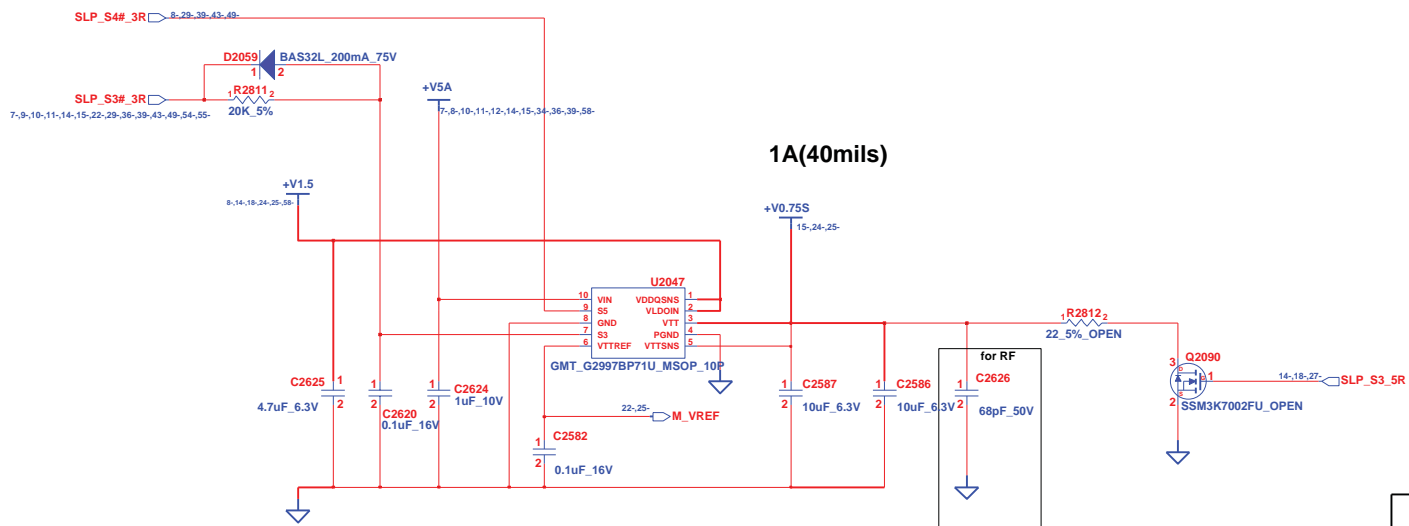 SLP_S4#_3R 8-,29-,39-,43-,49-
D2059 BAS32L_200mA_75V
1 2
+V5A
SLP_S3#_3R 1 R2811 2
20K_5%
7-,9-,10-,11-,14-,15-,22-,29-,36-,39-,43-,49-,54-,55-
7-,8-,10-,11-,12-,14-,15-,34-,36-,39-,58-
1A(40mils)
+V1.5
8-,14-,18-,24-,25-,58-
+V0.75S
15-,24-,25-
U2047
10 VIN VDDQSNS 1
9 S5 VLDOIN 2
8 GND VTT 3
7 S3 PGND 4
6 VTTREF VTTSNS 5
GMT_G2997BP71U_MSOP_10P
1 R2812 2
22_5%_OPEN
for RF
3 D Q2090
G 1 14-,18-,27- SLP_S3_5R
2 S
SSM3K7002FU_OPEN
C2625 1
2
4.7uF_6.3V
1
2 C2620
0.1uF_16V
1 C2624
2 1uF_10V
1 C2587
2
10uF_6.3V
1 C2586
2
10uF_6.3V
1 C2626
2
68pF_50V
22-,25- M_VREF
1 C2582
2
0.1uF_16V